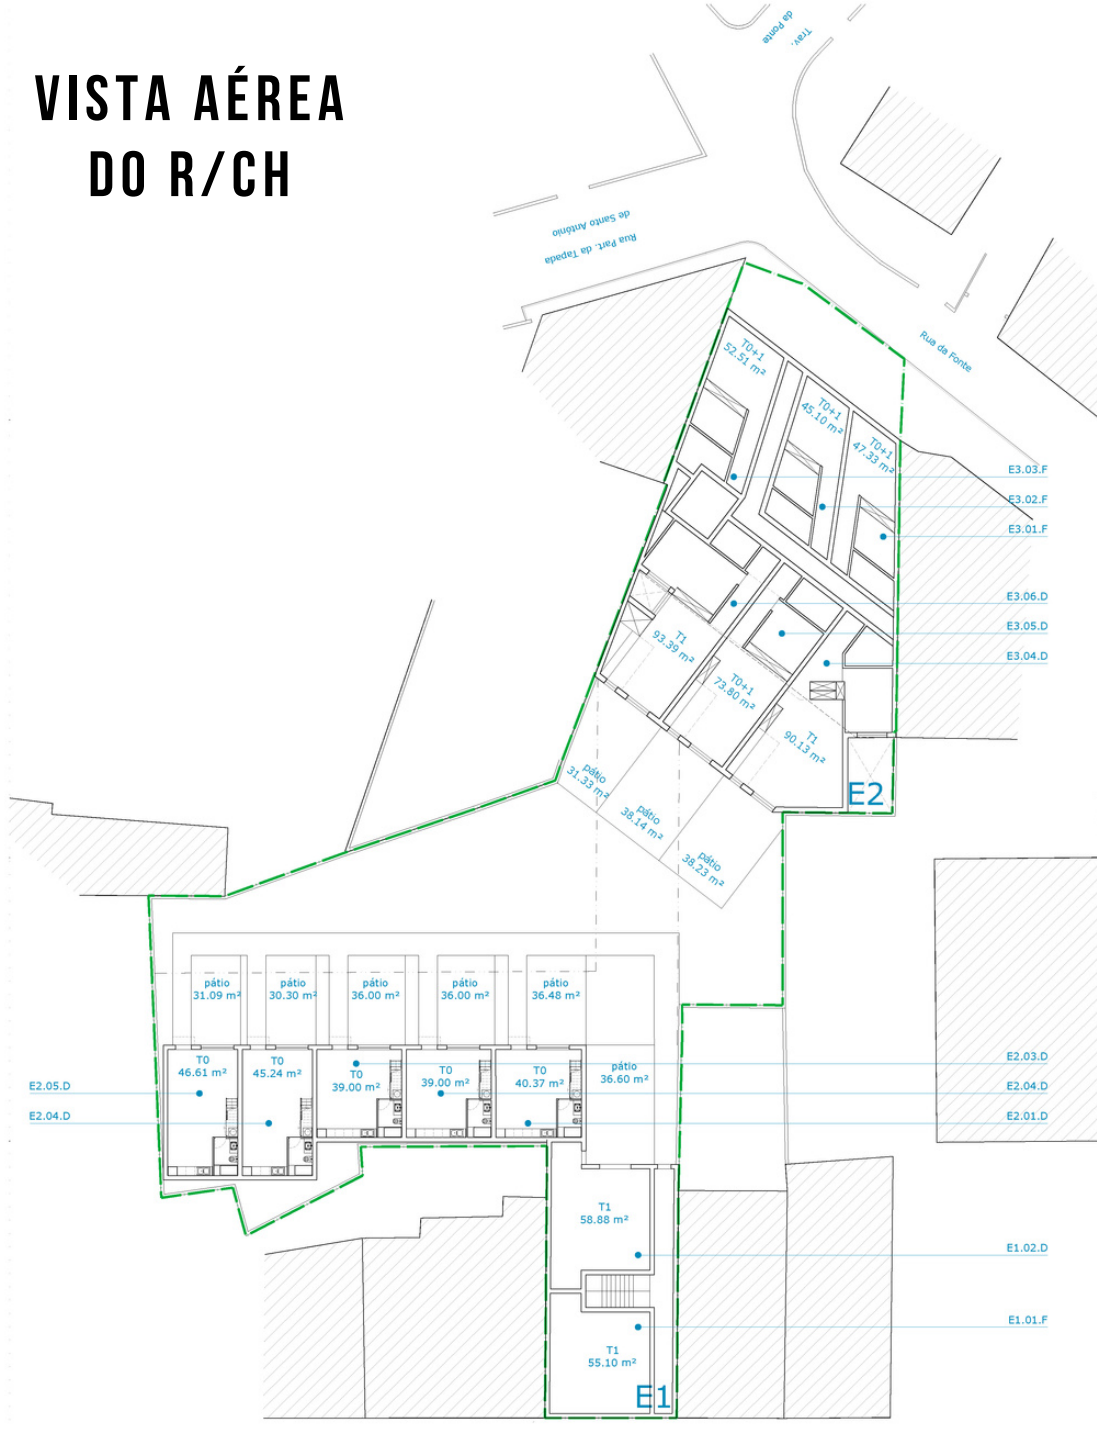 VISTA AÉREA
DO R/CH
Trav.
da Fonte
Rua Part. da Tapada
de Santo António
Rua da Fonte
T0+1
52.51 m²
T0+1
45.10 m²
T0+1
47.33 m²
E3.03.F
E3.02.F
E3.01.F
E3.06.D
E3.05.D
E3.04.D
T1
93.39 m²
T0+1
73.80 m²
T1
90.13 m²
E2
pátio
31.33 m²
pátio
38.14 m²
pátio
38.23 m²
pátio
31.09 m²
pátio
30.30 m²
pátio
36.00 m²
pátio
36.00 m²
pátio
36.48 m²
T0
46.61 m²
T0
45.24 m²
T0
39.00 m²
T0
39.00 m²
T0
40.37 m²
pátio
36.60 m²
E2.05.D
E2.04.D
E2.03.D
E2.04.D
E2.01.D
T1
58.88 m²
E1.02.D
E1.01.F
T1
55.10 m²
E1